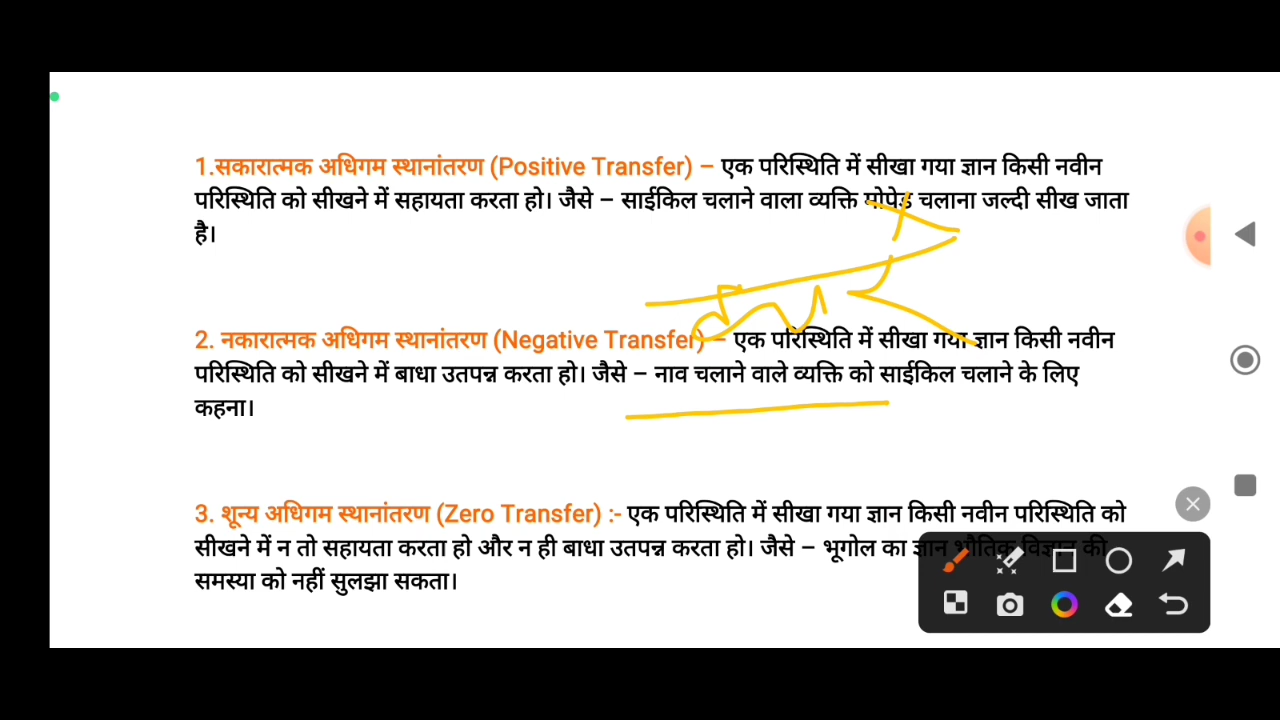 1.सकारात्मक अधिगम स्थानांतरण (Positive Transfer) – एक परिस्थिति में सीखा गया ज्ञान किसी नवीन
परिस्थिति को सीखने में सहायता करता हो। जैसे – साईकिल चलाने वाला व्यक्ति मोपेड चलाना जल्दी सीख जाता
है।
2. नकारात्मक अधिगम स्थानांतरण (Negative Transfer) – एक परिस्थिति में सीखा गया ज्ञान किसी नवीन
परिस्थिति को सीखने में बाधा उतपन्न करता हो। जैसे – नाव चलाने वाले व्यक्ति को साईकिल चलाने के लिए
कहना।
3. शून्य अधिगम स्थानांतरण (Zero Transfer) :- एक परिस्थिति में सीखा गया ज्ञान किसी नवीन परिस्थिति को
सीखने में न तो सहायता करता हो और न ही बाधा उतपन्न करता हो। जैसे – भूगोल का ज्ञान भौतिक विज्ञान की
समस्या को नहीं सुलझा सकता।